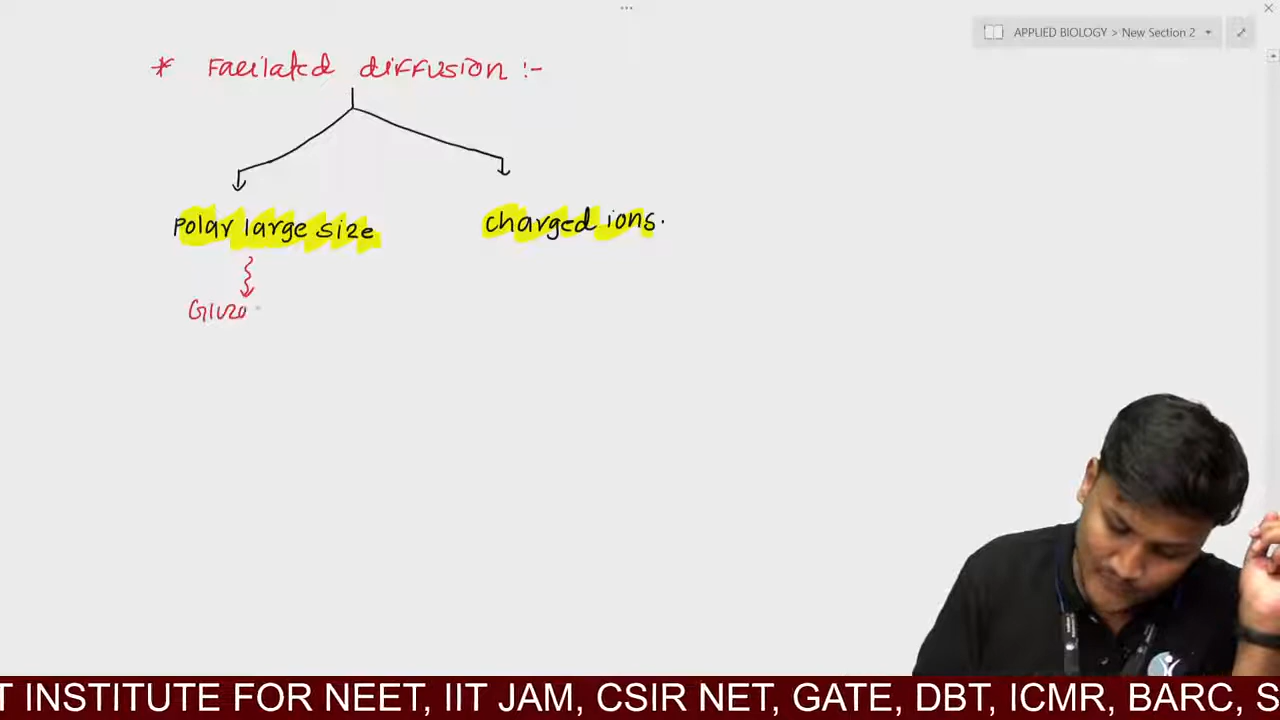 APPLIED BIOLOGY > New Section 2
* Facilated diffusion :-
Polar large size
charged ions.
Gluco
T INSTITUTE FOR NEET, IIT JAM, CSIR NET, GATE, DBT, ICMR, BARC, S